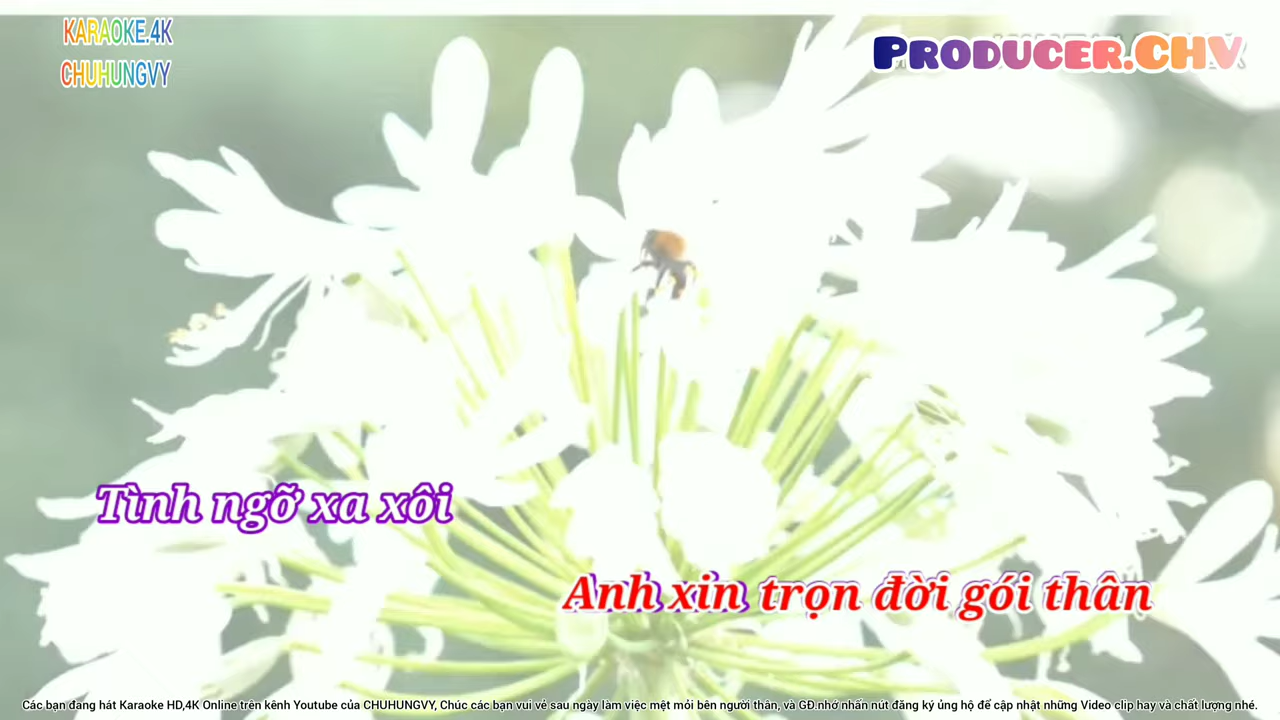 KARAOKE.4K
CHUHUNGVY
PRODUCER.CHV
Tình ngỡ xa xôi
Anh xin trọn đời gói thân
Các bạn đang hát Karaoke HD,4K Online trên kênh Youtube của CHUHUNGVY, Chúc các bạn vui vẻ sau ngày làm việc mệt mỏi bên người thân, và GĐ.nhớ nhấn nút đăng ký ủng hộ để cập nhật những Video clip hay và chất lượng nhé.